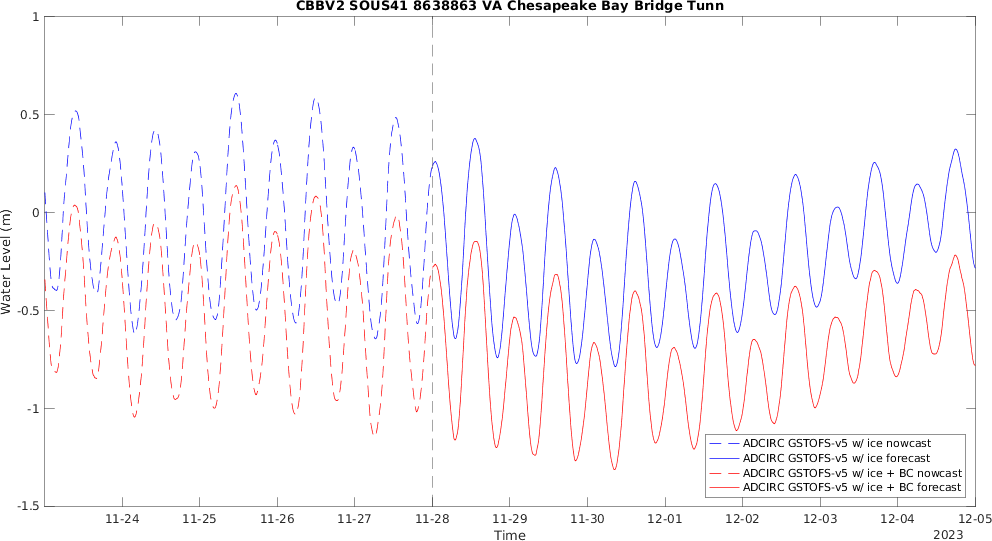 CBBV2 SOUS41 8638863 VA Chesapeake Bay Bridge Tunn
1
0.5
0
-0.5
-1
-1.5
Water Level (m)
11-24 11-25 11-26 11-27 11-28 11-29 11-30 12-01 12-02 12-03 12-04 12-05
Time
2023
ADCIRC GSTOFS-v5 w/ ice nowcast
ADCIRC GSTOFS-v5 w/ ice forecast
ADCIRC GSTOFS-v5 w/ ice + BC nowcast
ADCIRC GSTOFS-v5 w/ ice + BC forecast